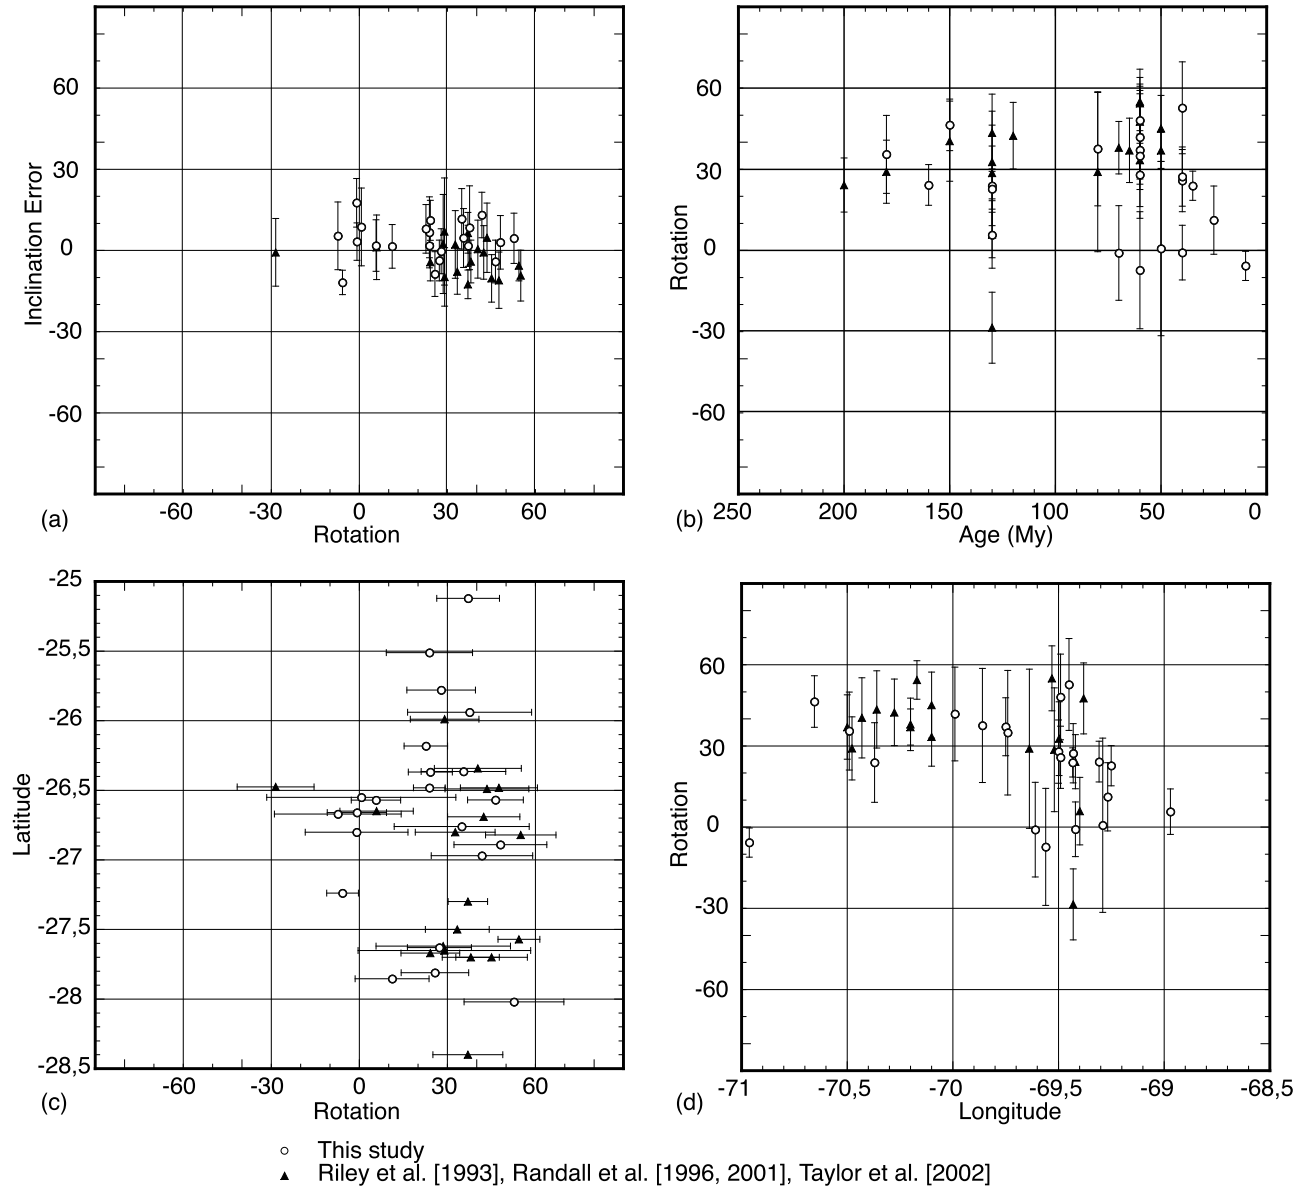 60
30
0
-30
-60
Inclination Error
-60 -30 0 30 60
(a) Rotation
60
30
0
-30
-60
Rotation
250 200 150 100 50 0
(b) Age (My)
-25
-25,5
-26
-26,5
-27
-27,5
-28
-28,5
Latitude
-60 -30 0 30 60
(c) Rotation
60
30
0
-30
-60
Rotation
-71 -70,5 -70 -69,5 -69 -68,5
(d) Longitude
This study
Riley et al. [1993], Randall et al. [1996, 2001], Taylor et al. [2002]